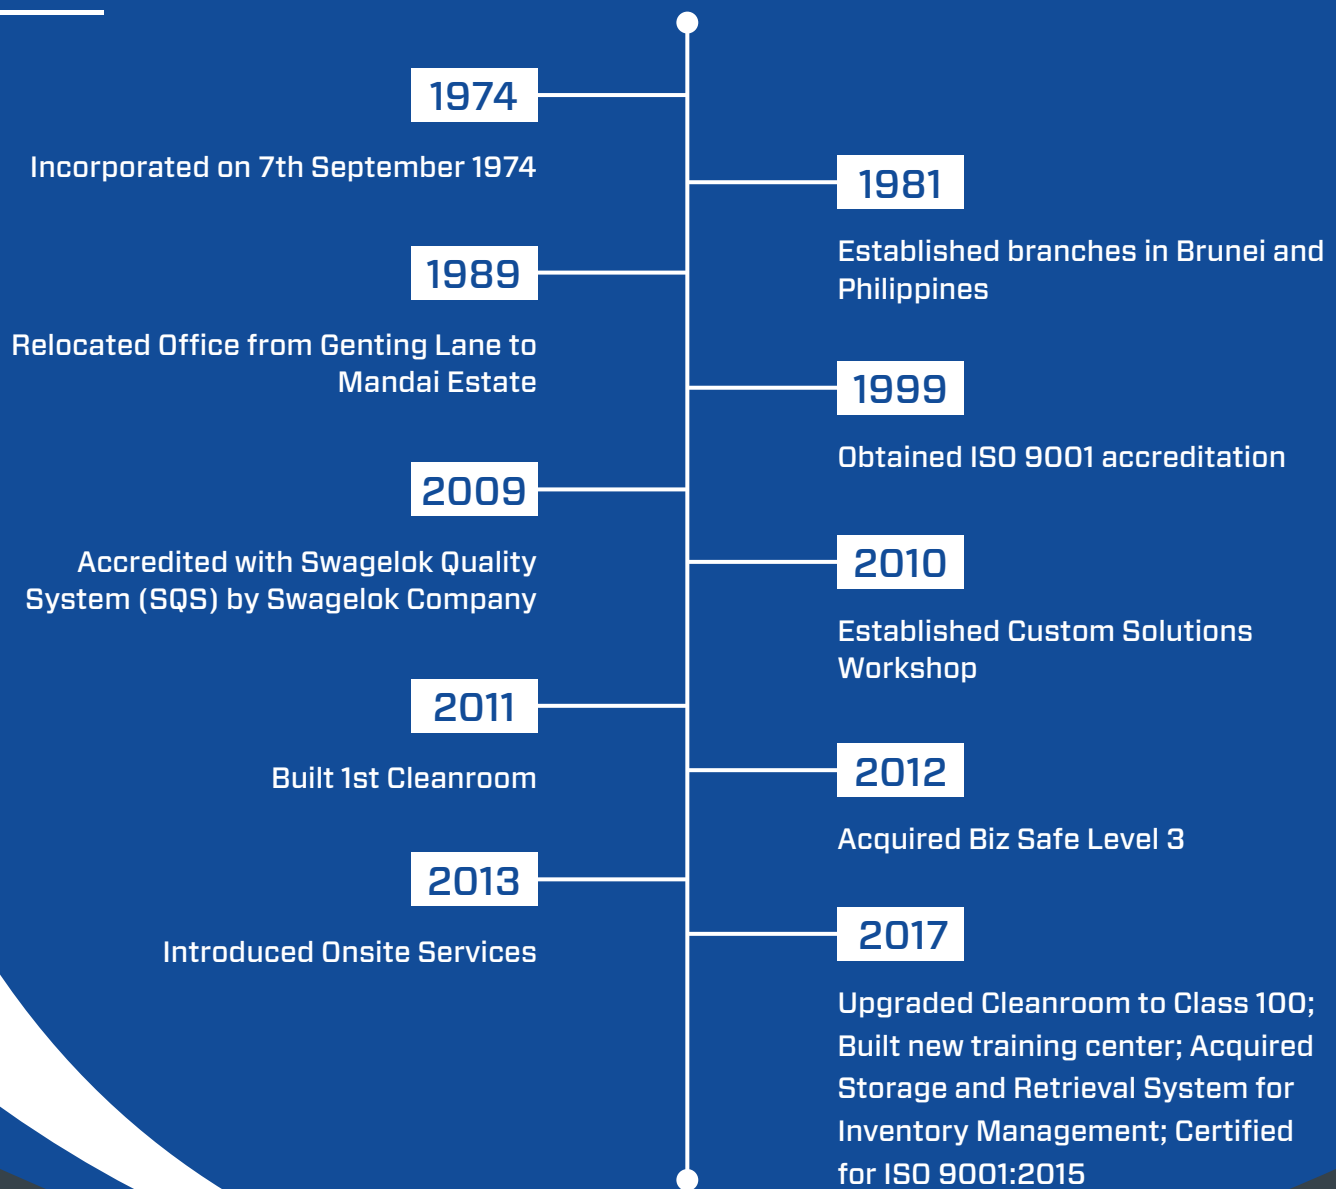 1974
Incorporated on 7th September 1974
1981
Established branches in Brunei and
Philippines
1989
Relocated Office from Genting Lane to
Mandai Estate
1999
Obtained ISO 9001 accreditation
2009
Accredited with Swagelok Quality
System (SQS) by Swagelok Company
2010
Established Custom Solutions
Workshop
2011
Built 1st Cleanroom
2012
Acquired Biz Safe Level 3
2013
Introduced Onsite Services
2017
Upgraded Cleanroom to Class 100;
Built new training center; Acquired
Storage and Retrieval System for
Inventory Management; Certified
for ISO 9001:2015